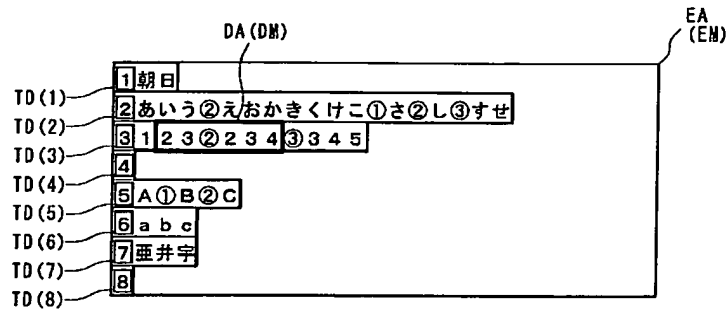 DA(DM)
EA
(EM)
TD(1) 1 朝日
TD(2) 2 あいう②えおかきくけこ①さ②し③すせ
TD(3) 3 1 2 3 ② 2 3 4 ③ 3 4 5
TD(4) 4
TD(5) 5 A①B②C
TD(6) 6 a b c
TD(7) 7 亜井宇
TD(8) 8